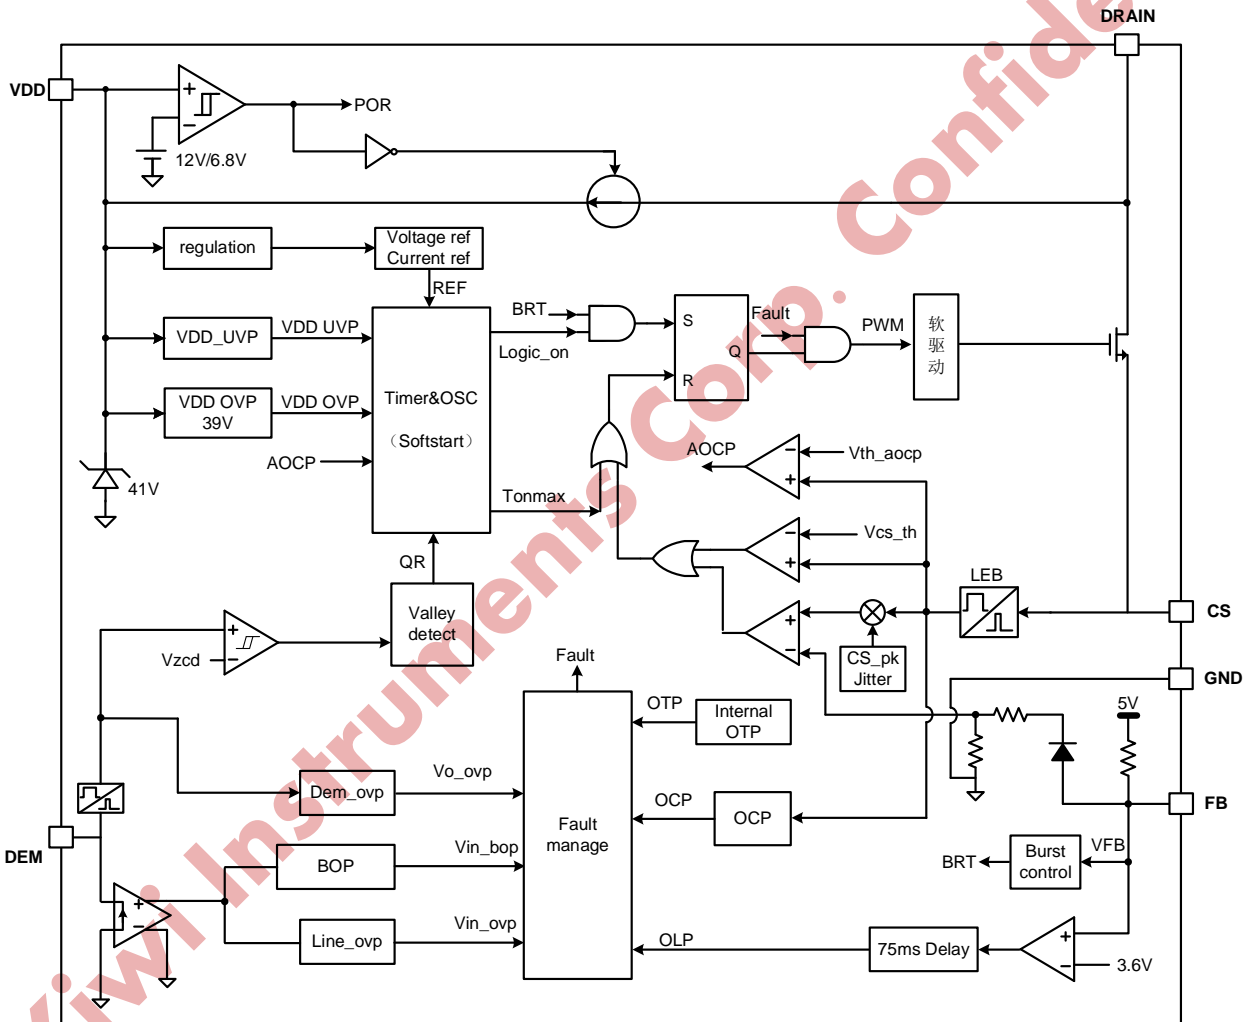 DRAIN
VDD
POR
12V/6.8V
regulation
Voltage ref
Current ref
REF
BRT
Fault
PWM
软
驱
动
VDD_UVP
VDD UVP
Logic_on
S
Q
R
VDD OVP
39V
VDD OVP
Timer&OSC
（Softstart）
AOCP
41V
AOCP
Vth_aocp
Tonmax
Vcs_th
QR
LEB
CS
Valley
detect
Vzcd
CS_pk
Jitter
Fault
GND
OTP
Internal
OTP
5V
Vo_ovp
Dem_ovp
OCP
OCP
FB
Fault
manage
DEM
BOP
Vin_bop
BRT
Burst
control
VFB
Line_ovp
Vin_ovp
OLP
75ms Delay
3.6V
Kiwi Instruments Corp. Confide